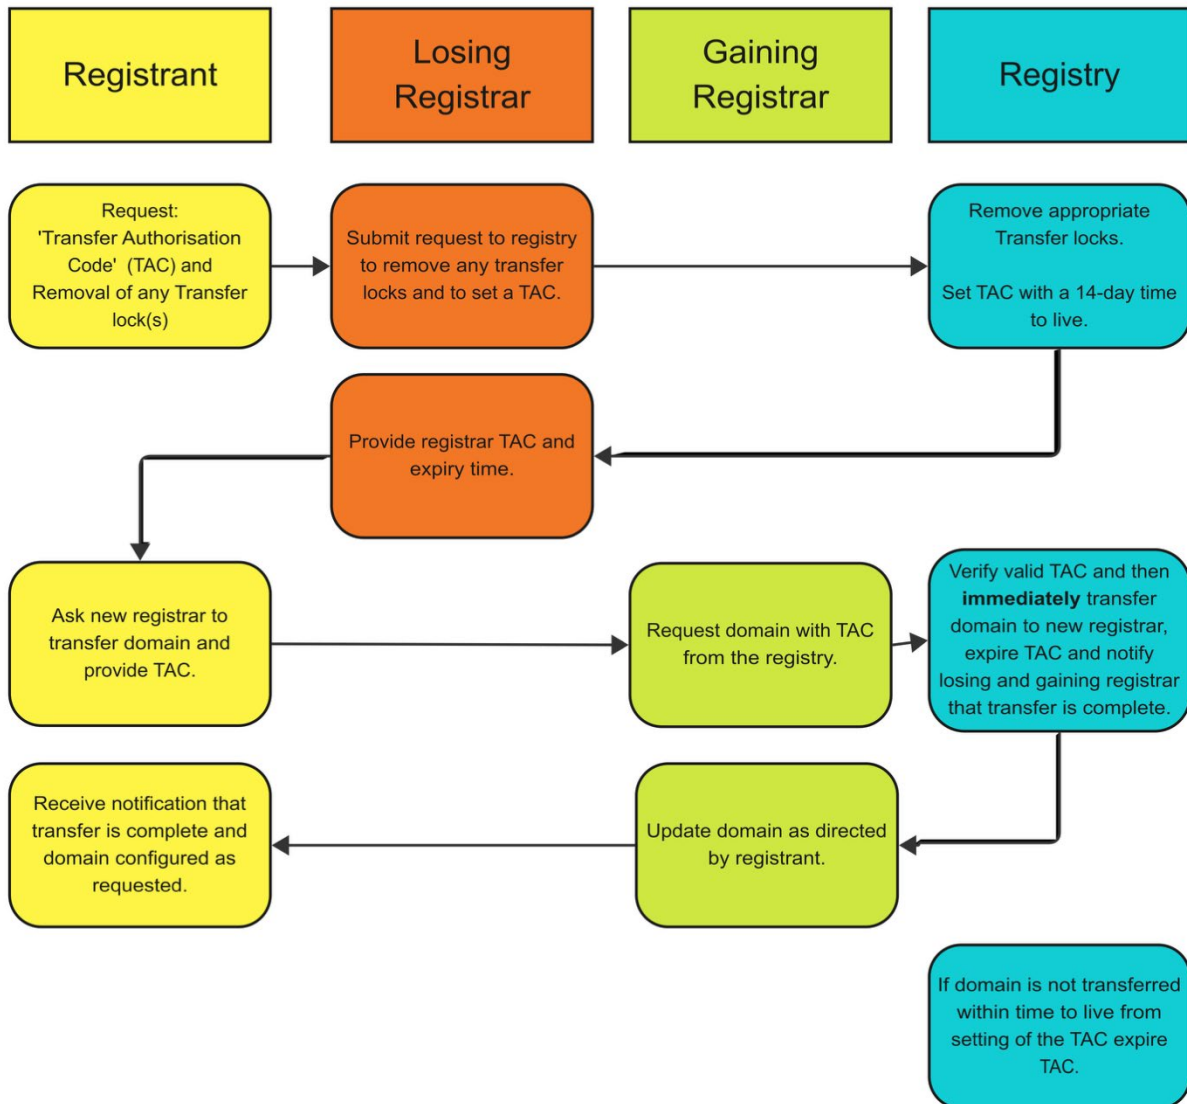 Registrant
Losing
Registrar
Gaining
Registrar
Registry
Request:
'Transfer Authorisation
Code' (TAC) and
Removal of any Transfer
lock(s)
Submit request to registry
to remove any transfer
locks and to set a TAC.
Remove appropriate
Transfer locks.
Set TAC with a 14-day time
to live.
Provide registrar TAC and
expiry time.
Ask new registrar to
transfer domain and
provide TAC.
Request domain with TAC
from the registry.
Verify valid TAC and then
immediately transfer
domain to new registrar,
expire TAC and notify
losing and gaining registrar
that transfer is complete.
Update domain as directed
by registrant.
Receive notification that
transfer is complete and
domain configured as
requested.
If domain is not transferred
within time to live from
setting of the TAC expire
TAC.